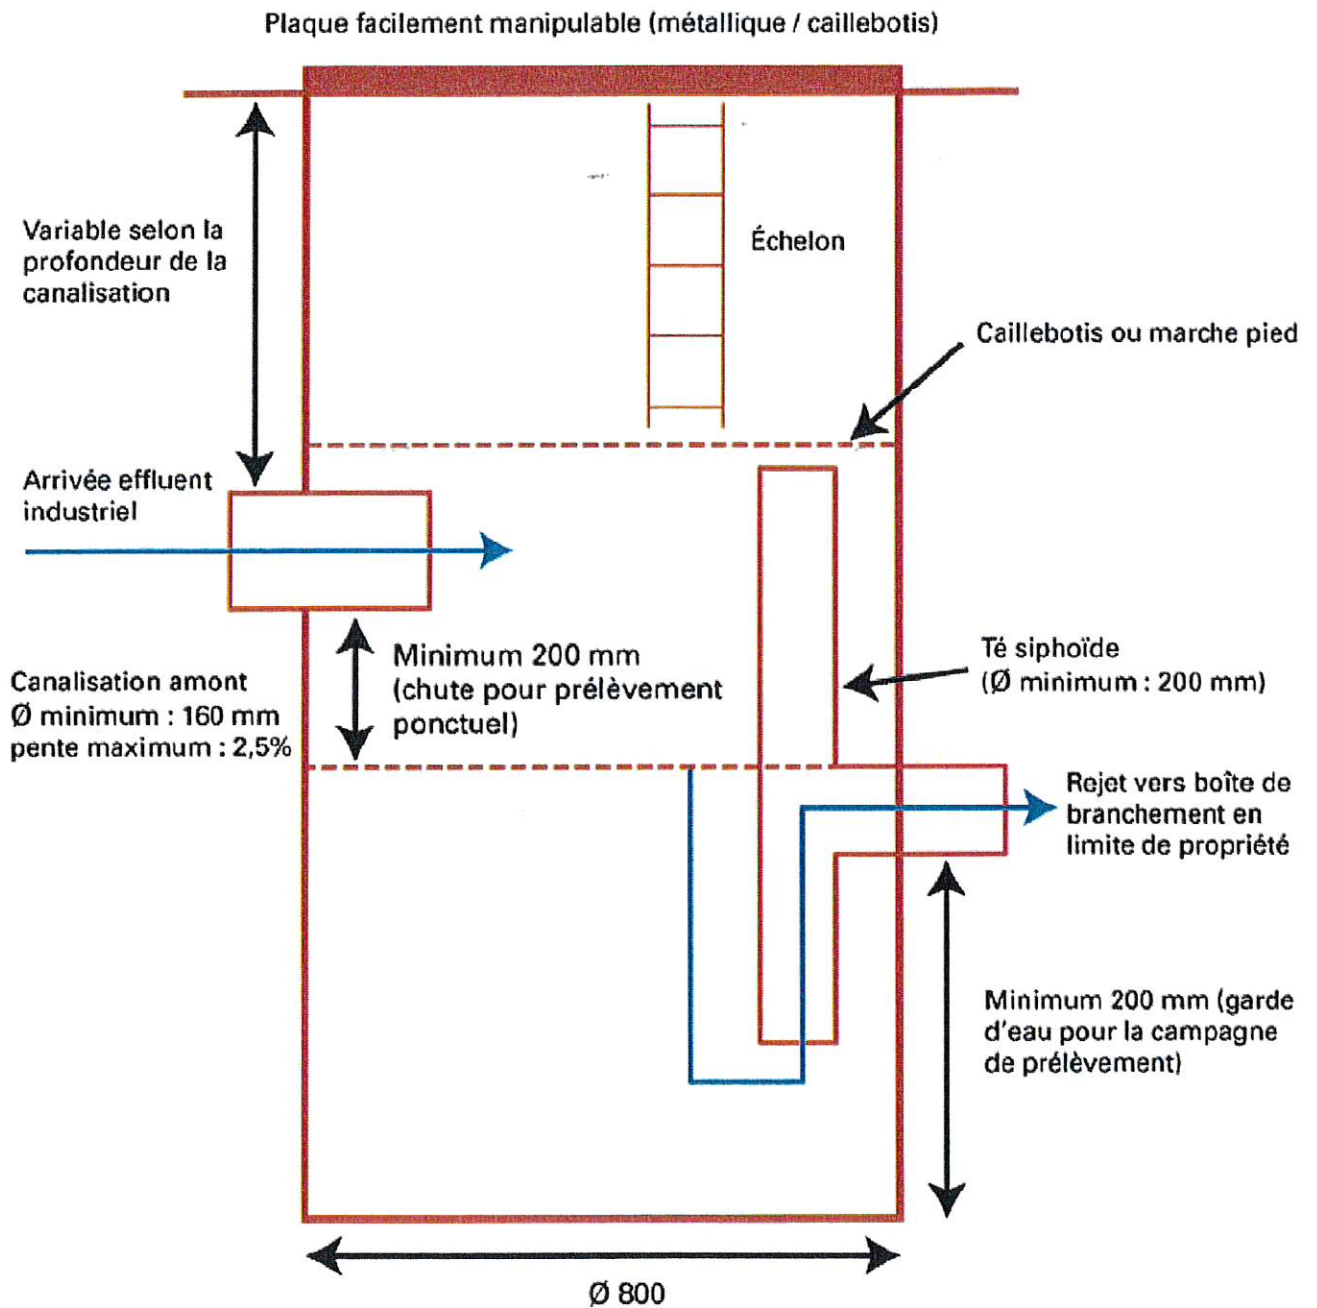 Plaque facilement manipulable (métallique / caillebotis)
Variable selon la
profondeur de la
canalisation
Échelon
Caillebotis ou marche pied
Arrivée effluent
industriel
Minimum 200 mm
(chute pour prélèvement
ponctuel)
Té siphoïde
(Ø minimum : 200 mm)
Canalisation amont
Ø minimum : 160 mm
pente maximum : 2,5%
Rejet vers boîte de
branchement en
limite de propriété
Minimum 200 mm (garde
d'eau pour la campagne
de prélèvement)
Ø 800